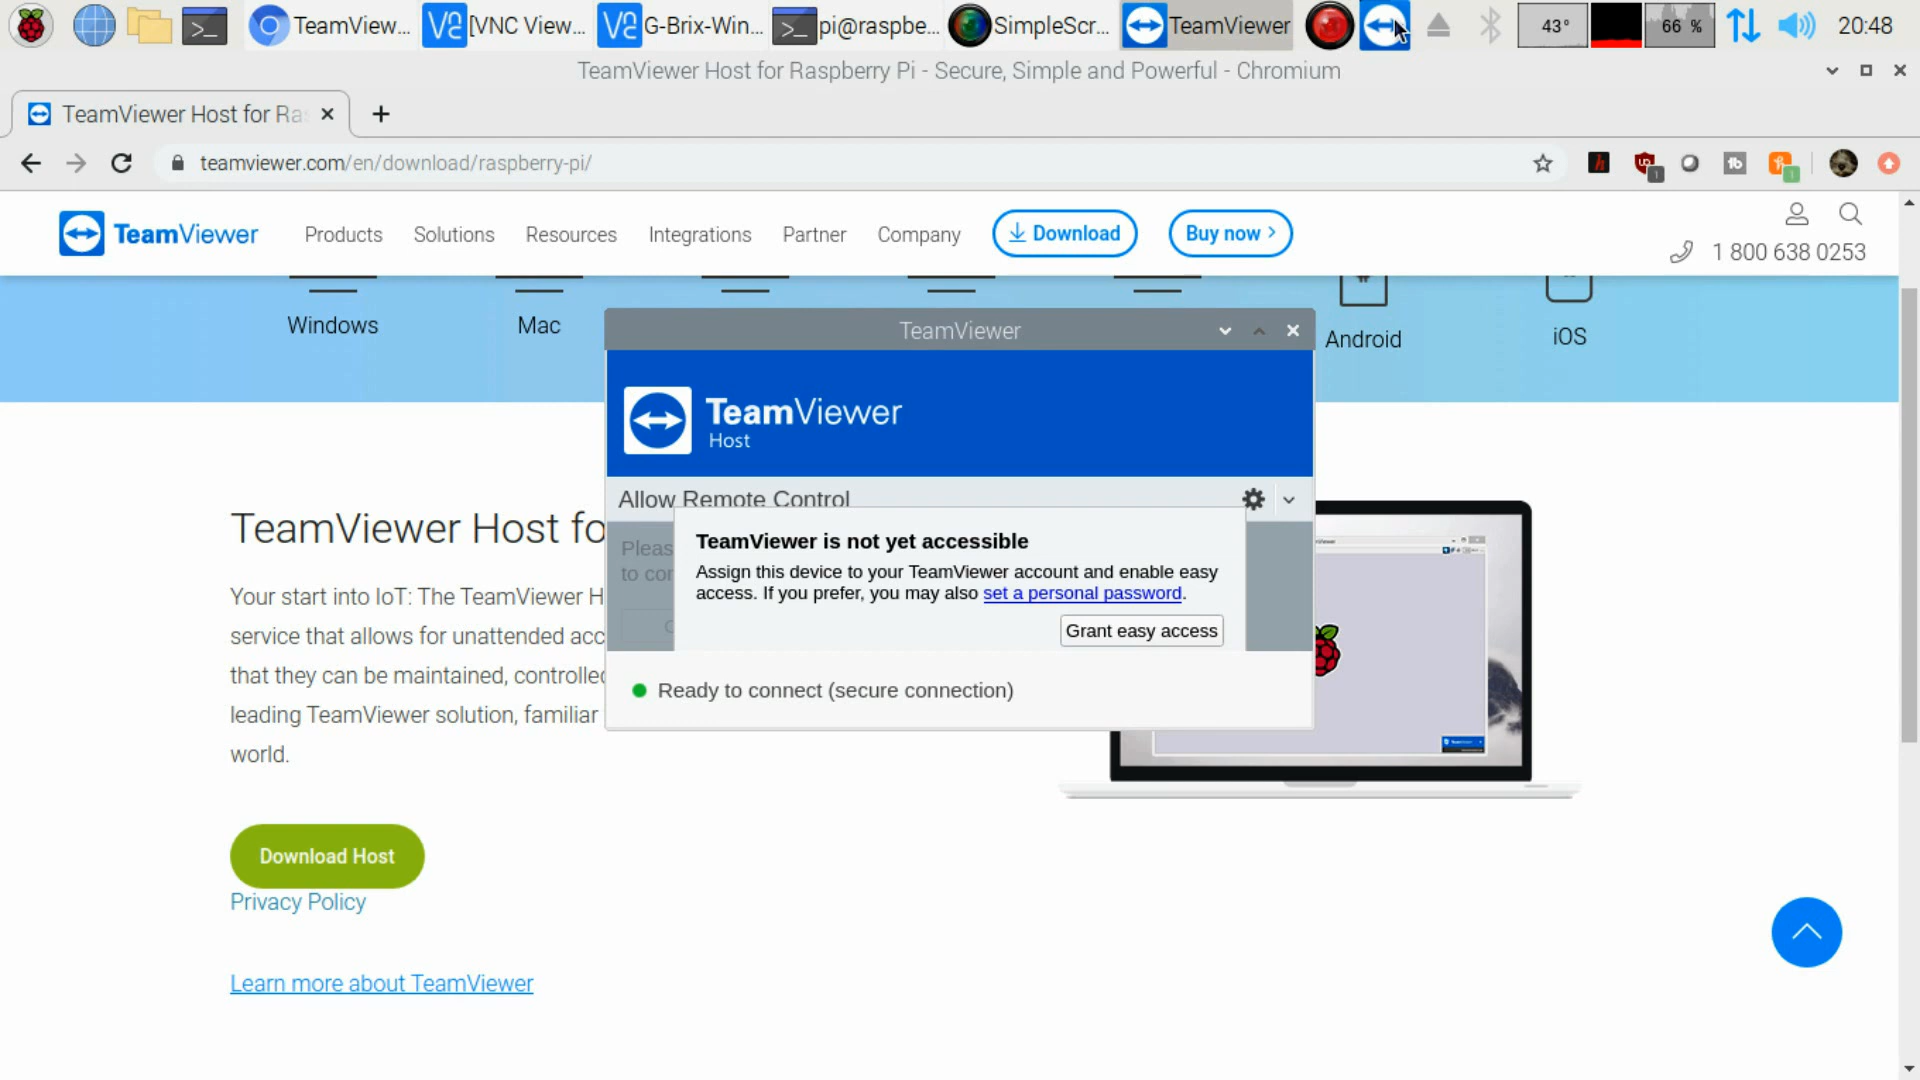 TeamView...
[VNC View...
G-Brix-Win...
pi@raspbe...
SimpleScr...
TeamViewer
43°
66 %
20:48
TeamViewer Host for Raspberry Pi - Secure, Simple and Powerful - Chromium
TeamViewer Host for Ra
teamviewer.com/en/download/raspberry-pi/
TeamViewer
Products
Solutions
Resources
Integrations
Partner
Company
Download
Buy now
1 800 638 0253
Windows
Mac
Android
iOS
TeamViewer
TeamViewer
Host
Allow Remote Control
Pleas
to con
TeamViewer is not yet accessible
Assign this device to your TeamViewer account and enable easy
access. If you prefer, you may also set a personal password.
Grant easy access
Ready to connect (secure connection)
TeamViewer Host fo
Your start into IoT: The TeamViewer H
service that allows for unattended acc
that they can be maintained, controlled
leading TeamViewer solution, familiar
world.
Download Host
Privacy Policy
Learn more about TeamViewer